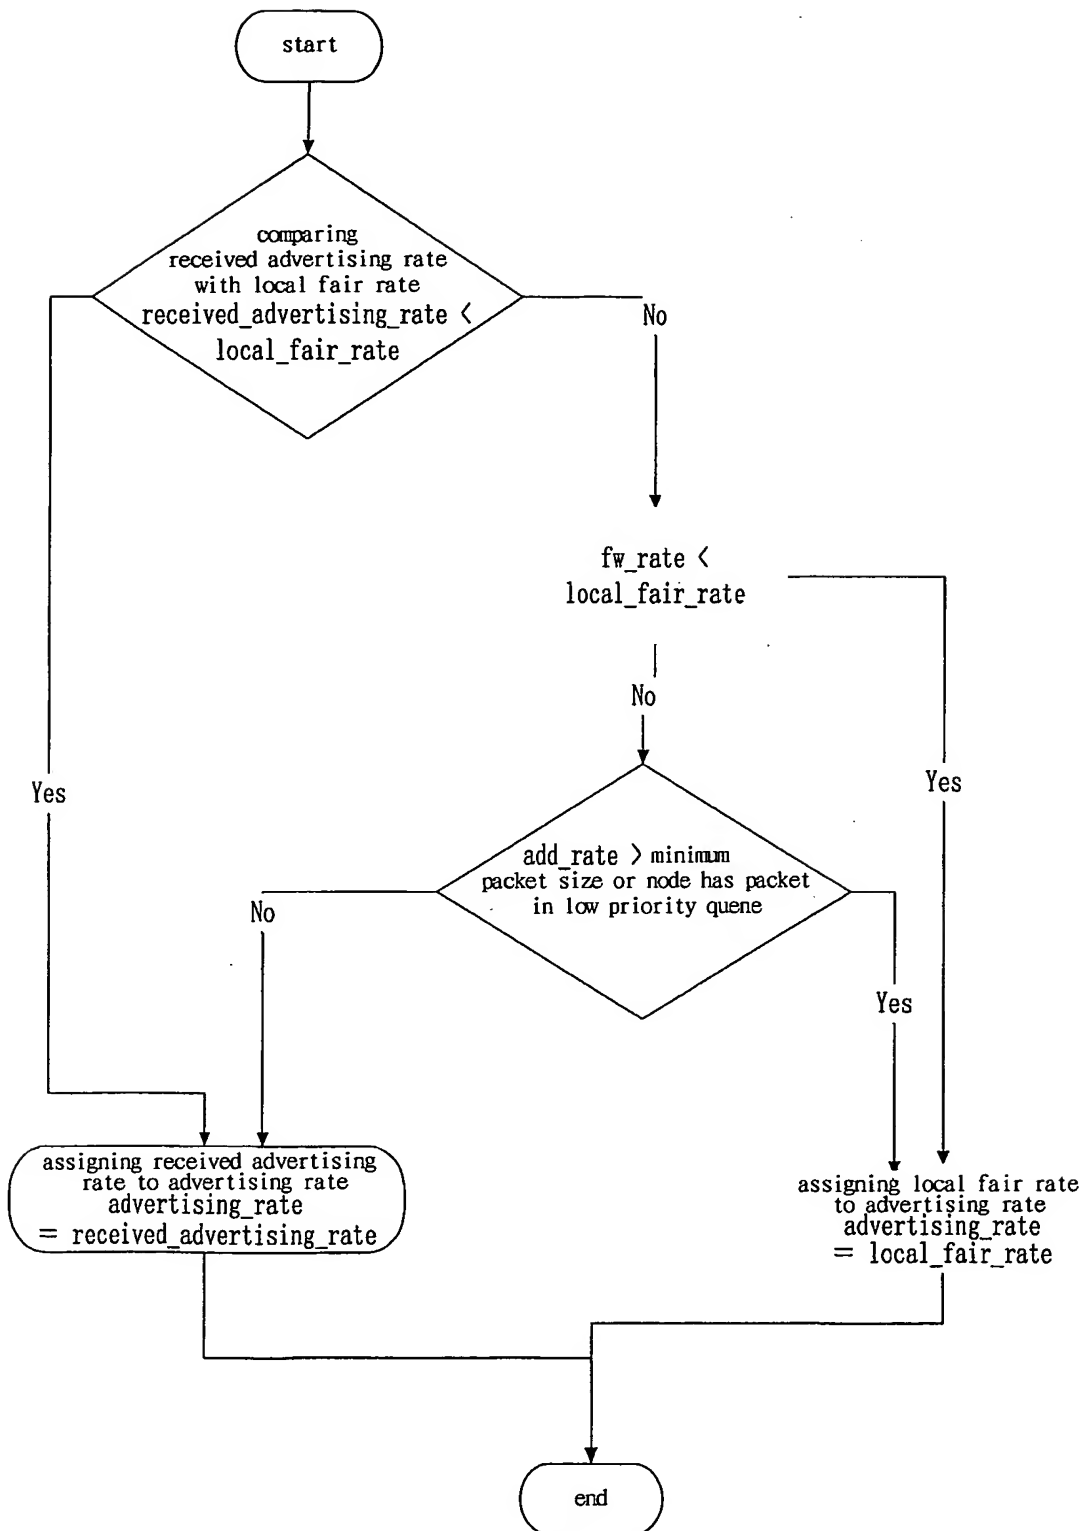 start
comparing
received advertising rate
with local fair rate
received_advertising_rate <
local_fair_rate
No
fw_rate <
local_fair_rate
No
Yes
Yes
add_rate > minimum
packet size or node has packet
in low priority quene
No
Yes
assigning received advertising
rate to advertising rate
advertising_rate
= received_advertising_rate
assigning local fair rate
to advertising rate
advertising_rate
= local_fair_rate
end